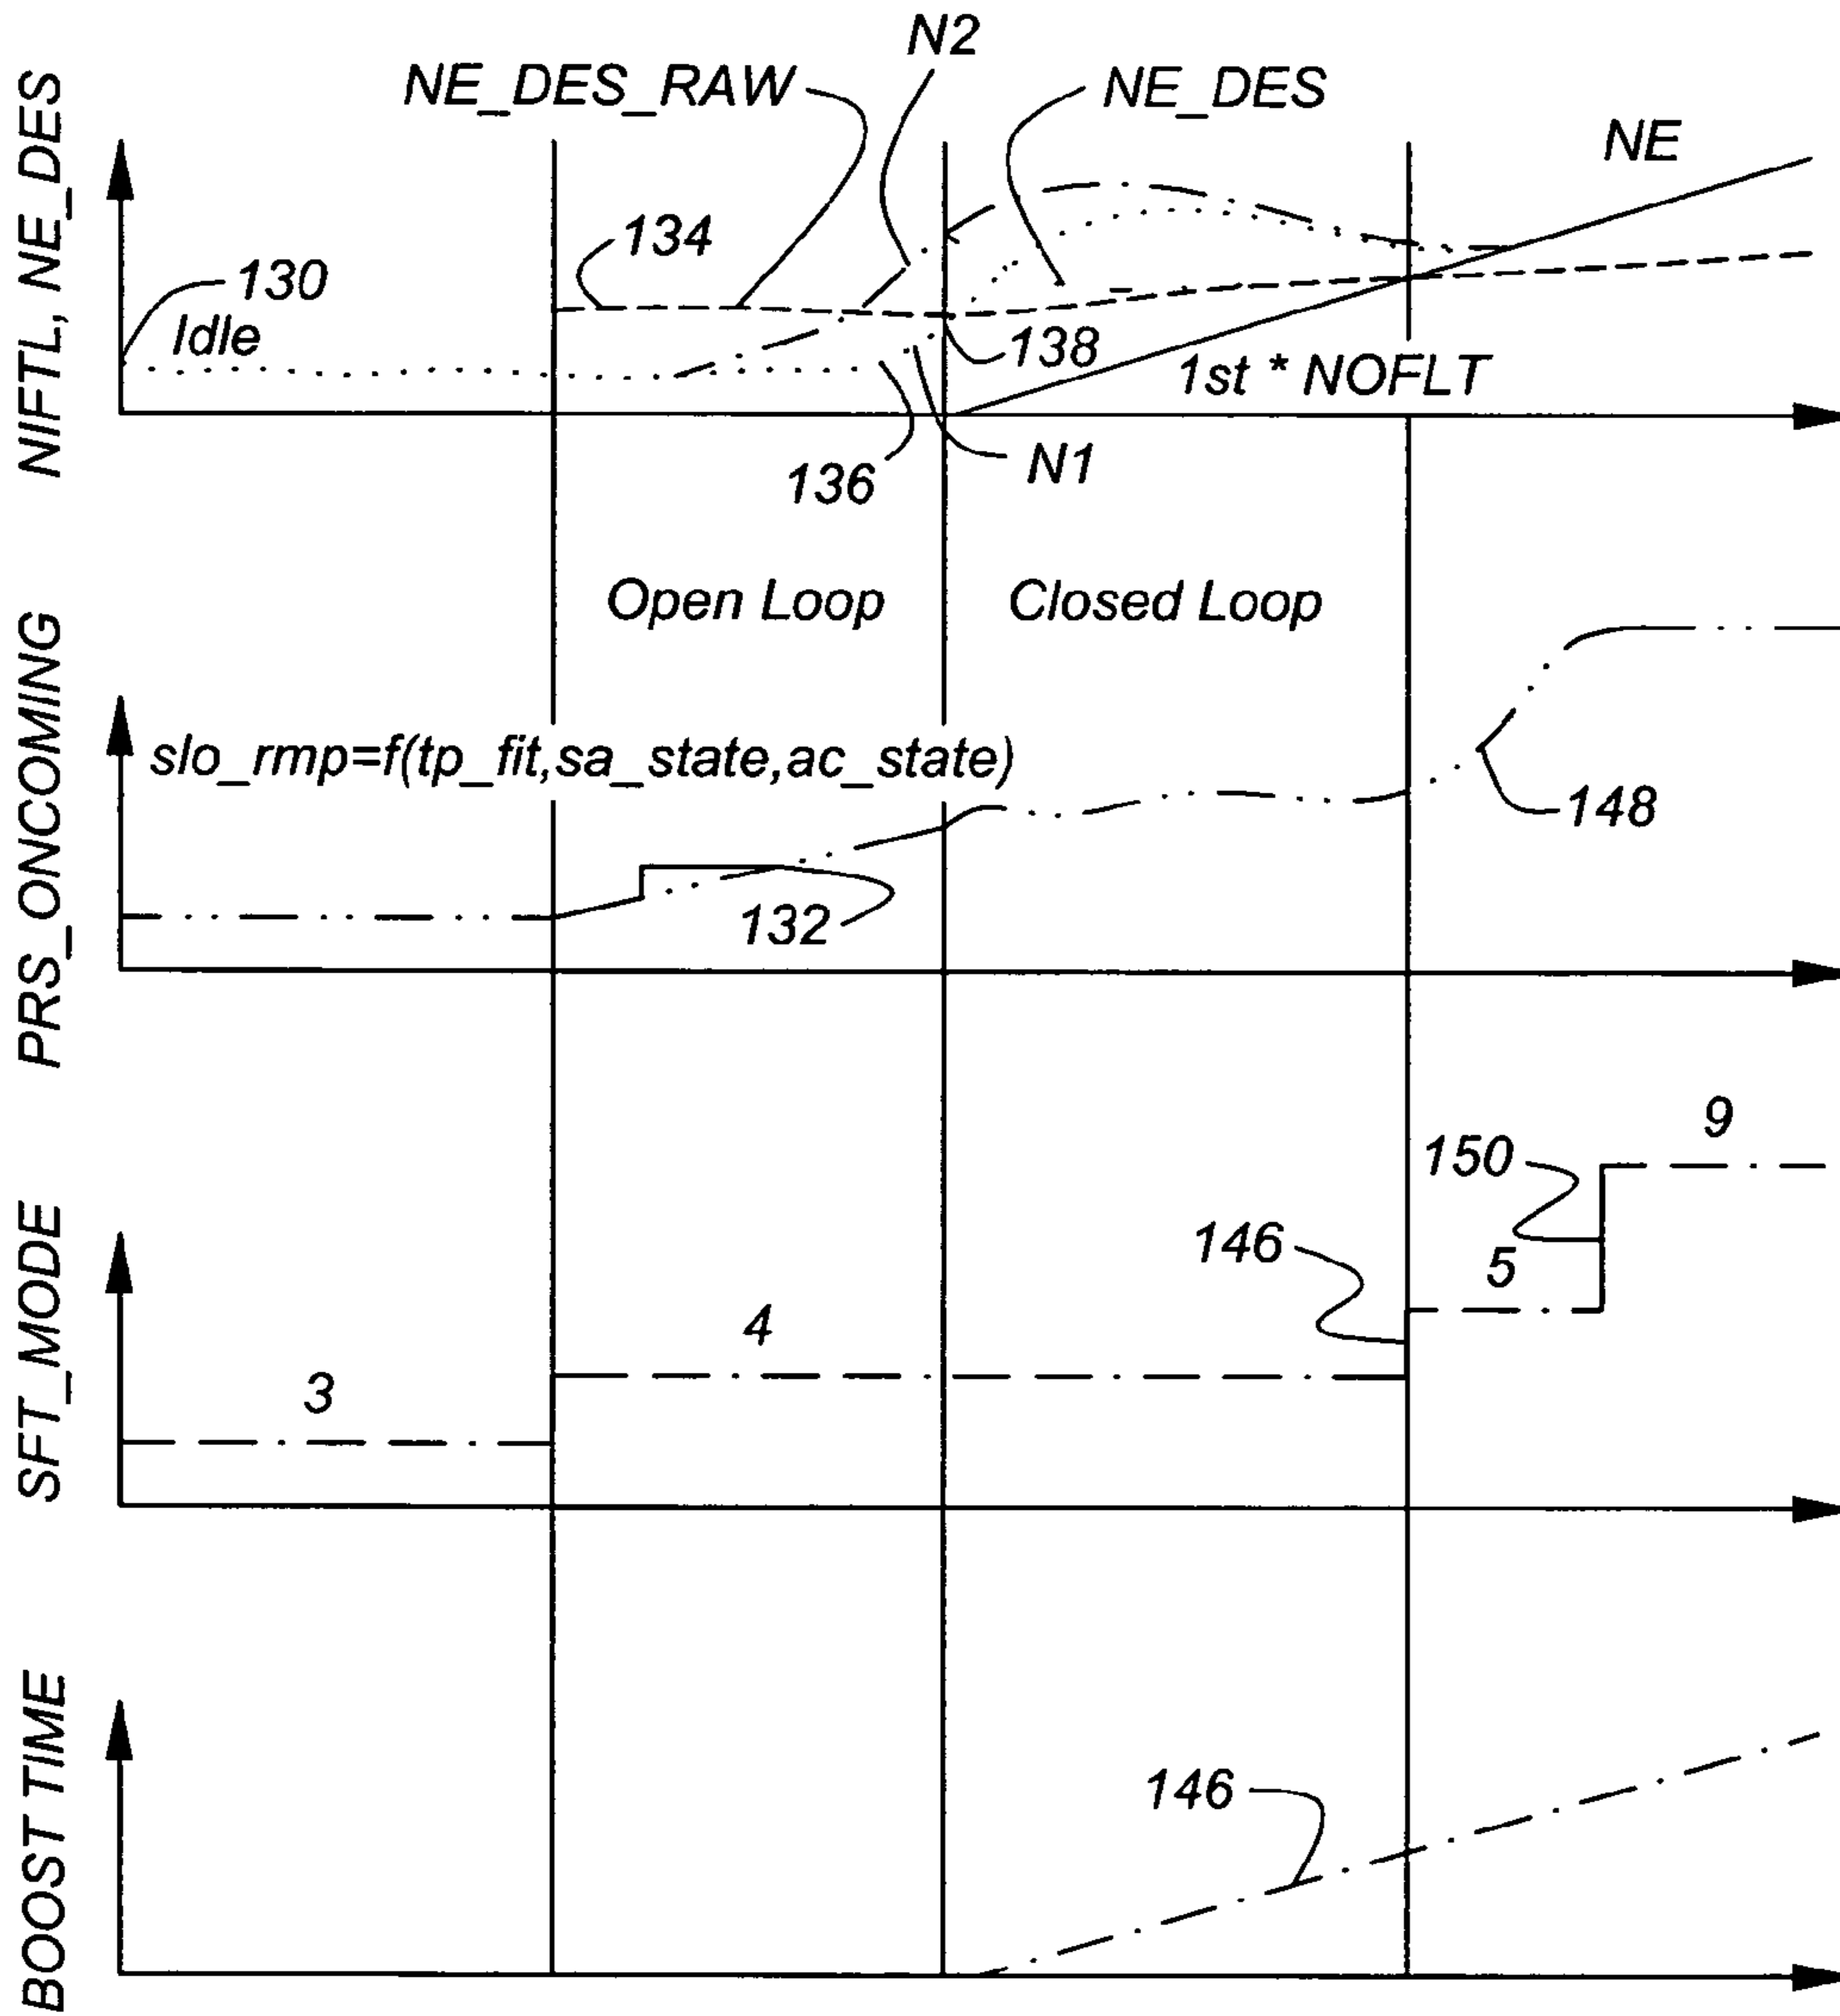 N2
NE_DES_RAW
NE_DES
NE
134
130
Idle
138
1st * NOFLT
136
N1
NIFTL, NE_DES
Open Loop
Closed Loop
slo_rmp=f(tp_fit,sa_state,ac_state)
148
132
PRS_ONCOMING
9
150
146
5
4
3
SFT_MODE
146
BOOST TIME